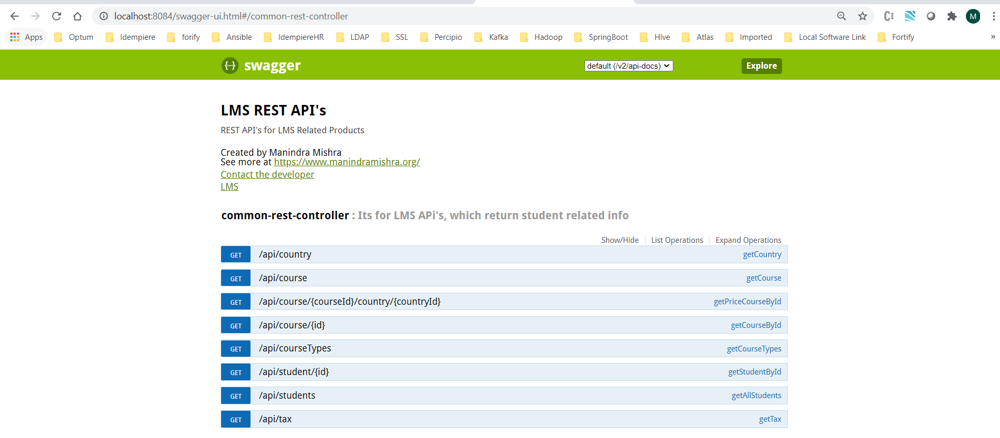 localhost:8084/swagger-ui.html#/common-rest-controller
M
Apps Optum Idempiere forify Ansible IdempiereHR LDAP SSL Percipio Kafka Hadoop SpringBoot HIve Atlas Imported Local Software Link Fortify »
{···} swagger default (/v2/api-docs) Explore
LMS REST API's
REST API's for LMS Related Products
Created by Manindra Mishra
See more at https://www.manindramishra.org/
Contact the developer
LMS
common-rest-controller : Its for LMS APi's, which return student related info
Show/Hide List Operations Expand Operations
GET /api/country getCountry
GET /api/course getCourse
GET /api/course/{courseId}/country/{countryId} getPriceCourseById
GET /api/course/{id} getCourseById
GET /api/courseTypes getCourseTypes
GET /api/student/{id} getStudentById
GET /api/students getAllStudents
GET /api/tax getTax